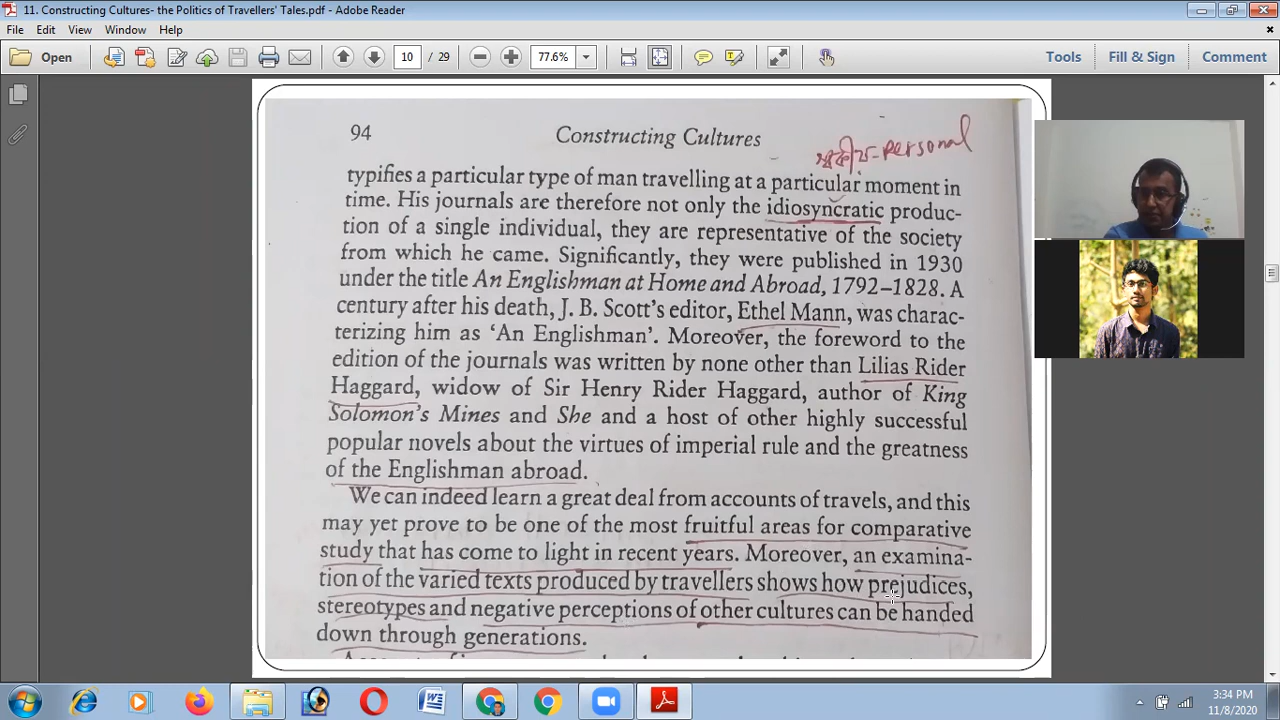 11. Constructing Cultures- the Politics of Travellers' Tales.pdf - Adobe Reader
File Edit View Window Help
Open 10 / 29 77.6% Tools Fill & Sign Comment
94 Constructing Cultures
-Personal
typifies a particular type of man travelling at a particular moment in
time. His journals are therefore not only the idiosyncratic produc-
tion of a single individual, they are representative of the society
from which he came. Significantly, they were published in 1930
under the title An Englishman at Home and Abroad, 1792–1828. A
century after his death, J. B. Scott's editor, Ethel Mann, was charac-
terizing him as 'An Englishman'. Moreover, the foreword to the
edition of the journals was written by none other than Lilias Rider
Haggard, widow of Sir Henry Rider Haggard, author of King
Solomon's Mines and She and a host of other highly successful
popular novels about the virtues of imperial rule and the greatness
of the Englishman abroad.
We can indeed learn a great deal from accounts of travels, and this
may yet prove to be one of the most fruitful areas for comparative
study that has come to light in recent years. Moreover, an examina-
tion of the varied texts produced by travellers shows how prejudices,
stereotypes and negative perceptions of other cultures can be handed
down through generations.
3:34 PM
11/8/2020